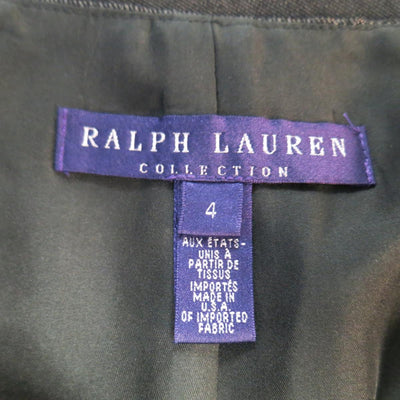 RALPH LAUREN
COLLECTION
4
AUX ÉTATS-
UNIS À
PARTIR DE
TISSUS
IMPORTÉS
MADE IN
U.S.A.
OF IMPORTED
FABRIC